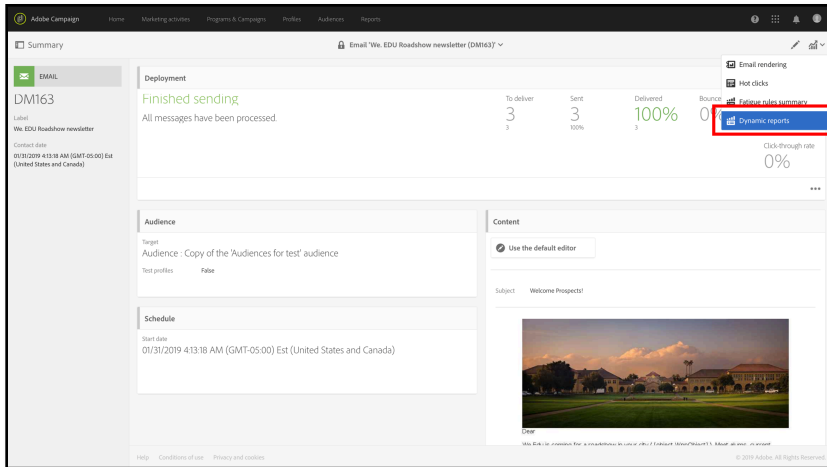 Adobe Campaign Home Marketing activities Programs & Campaigns Profiles Audiences Reports
Summary
Email 'We. EDU Roadshow newsletter (DM163)'
EMAIL
DM163
Label
We. EDU Roadshow newsletter
Contact date
01/31/2019 4:13:18 AM (GMT-05:00) Est
(United States and Canada)
Deployment
Finished sending
All messages have been processed.
To deliver
3
3
Sent
3
100%
Delivered
100%
3
Bounce
0%
Click-through rate
0%
Email rendering
Hot clicks
Fatigue rules summary
Dynamic reports
Audience
Target
Audience : Copy of the 'Audiences for test' audience
Test profiles False
Schedule
Start date
01/31/2019 4:13:18 AM (GMT-05:00) Est (United States and Canada)
Content
Use the default editor
Subject Welcome Prospects!
Dear
Help Conditions of use Privacy and cookies
© 2019 Adobe. All Rights Reserved.